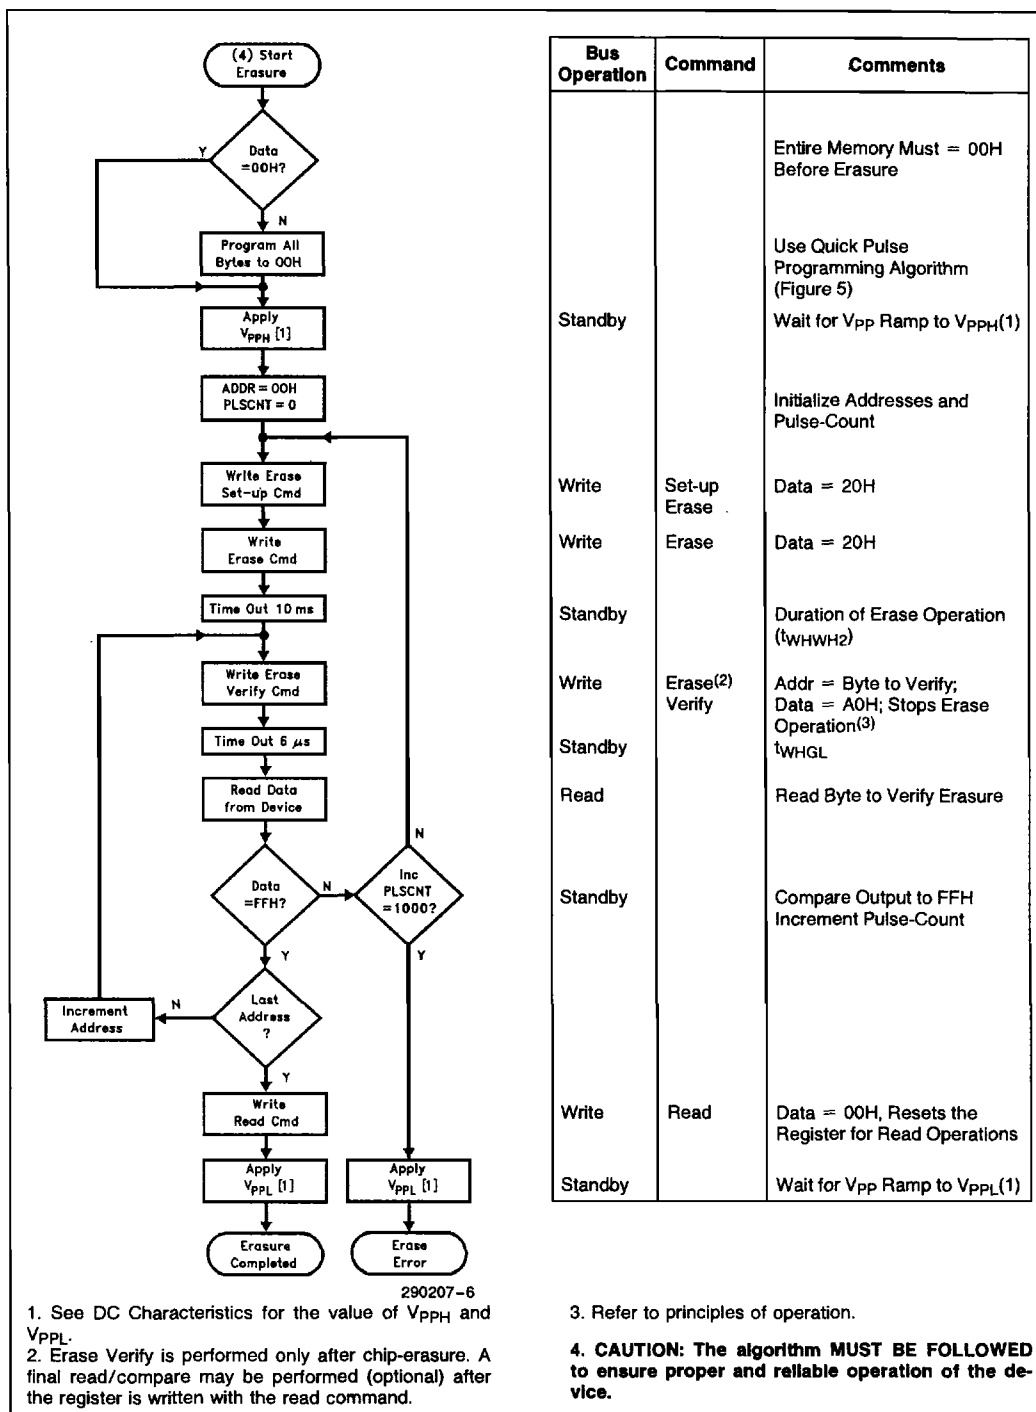 (4) Start
Erasure
Data
=00H?
Y
N
Program All
Bytes to 00H
Apply
VPPH [1]
ADDR = 00H
PLSCNT = 0
Write Erase
Set-up Cmd
Write
Erase Cmd
Time Out 10 ms
Write Erase
Verify Cmd
Time Out 6 μs
Read Data
from Device
Data
=FFH?
N
Y
Inc
PLSCNT
=1000?
N
Y
Last
Address
?
N
Y
Increment
Address
Write
Read Cmd
Apply
VPPL [1]
Apply
VPPL [1]
Erasure
Completed
Erase
Error
290207-6
Bus
Operation
Command
Comments
Entire Memory Must = 00H
Before Erasure
Use Quick Pulse
Programming Algorithm
(Figure 5)
Standby
Wait for VPP Ramp to VPPH(1)
Initialize Addresses and
Pulse-Count
Write
Set-up
Erase
Data = 20H
Write
Erase
Data = 20H
Standby
Duration of Erase Operation
(tWHWH2)
Write
Erase(2)
Verify
Addr = Byte to Verify;
Data = A0H; Stops Erase
Operation(3)
Standby
tWHGL
Read
Read Byte to Verify Erasure
Standby
Compare Output to FFH
Increment Pulse-Count
Write
Read
Data = 00H, Resets the
Register for Read Operations
Standby
Wait for VPP Ramp to VPPL(1)
1. See DC Characteristics for the value of VPPH and
VPPL.
2. Erase Verify is performed only after chip-erasure. A
final read/compare may be performed (optional) after
the register is written with the read command.
3. Refer to principles of operation.
4. CAUTION: The algorithm MUST BE FOLLOWED
to ensure proper and reliable operation of the de-
vice.